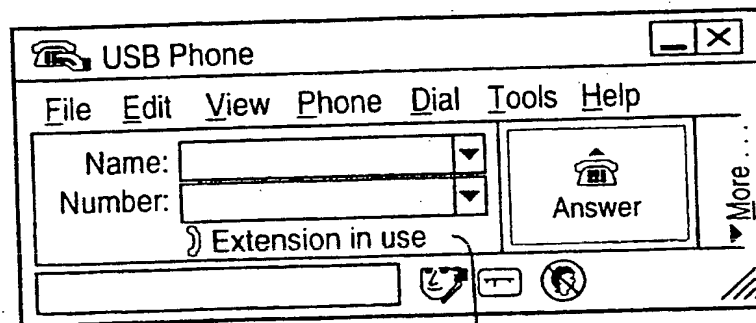 USB Phone
File Edit View Phone Dial Tools Help
Name:
Number:
Extension in use
Answer
More...